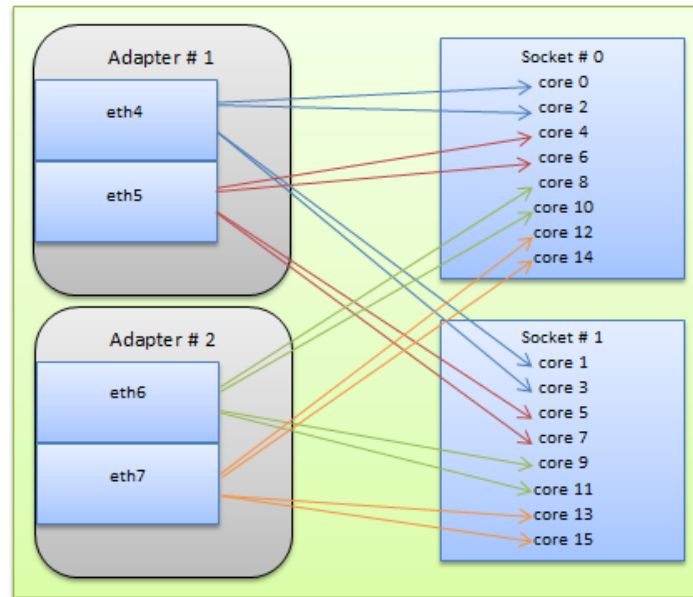 Adapter # 1
eth4
eth5
Adapter # 2
eth6
eth7
Socket # 0
core 0
core 2
core 4
core 6
core 8
core 10
core 12
core 14
Socket # 1
core 1
core 3
core 5
core 7
core 9
core 11
core 13
core 15